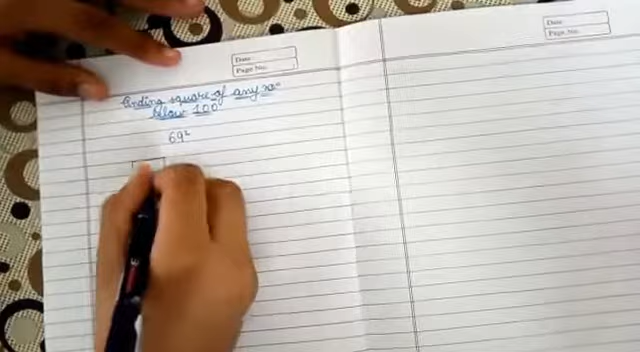 Date:
Page No:
Date:
Page No:
finding square of any no
below 100
69²